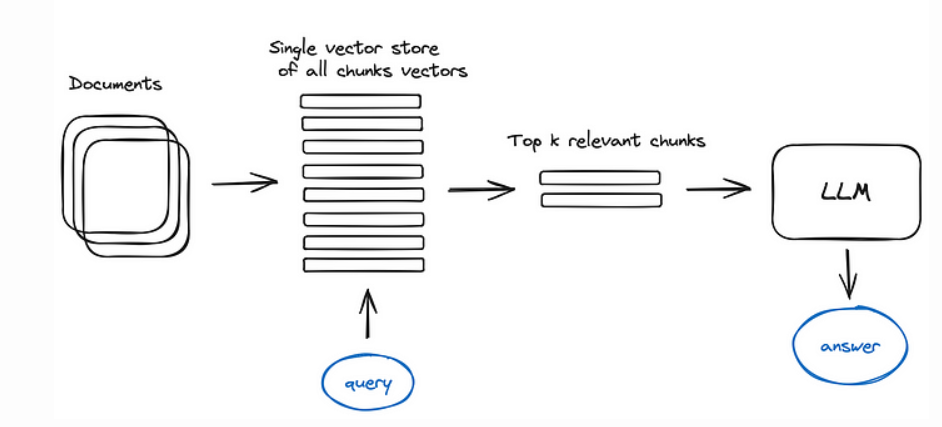 Documents
Single vector store
of all chunks vectors
Top k relevant chunks
LLM
query
answer